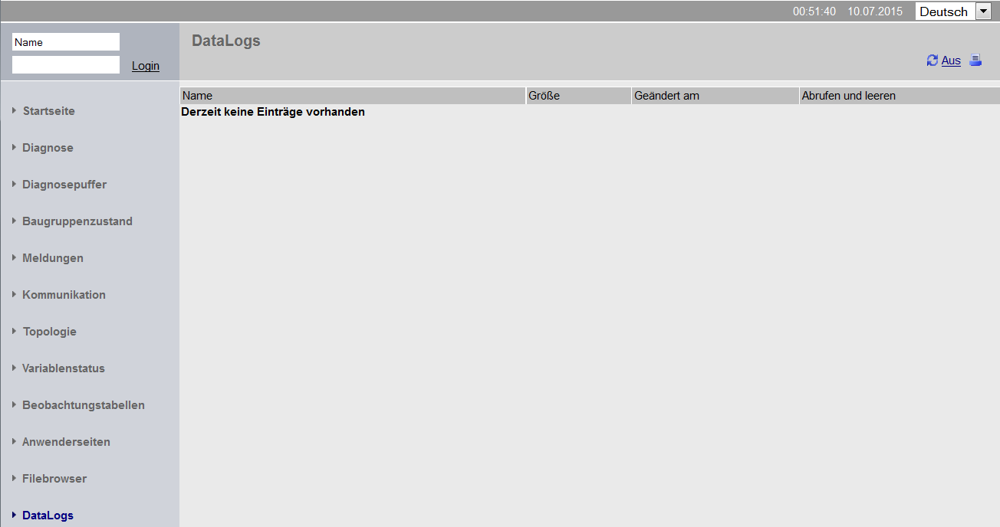 00:51:40 10.07.2015 Deutsch
Name
Login
DataLogs
Aus
Startseite
Diagnose
Diagnosepuffer
Baugruppenzustand
Meldungen
Kommunikation
Topologie
Variablenstatus
Beobachtungstabellen
Anwenderseiten
Filebrowser
DataLogs
Name Größe Geändert am Abrufen und leeren
Derzeit keine Einträge vorhanden